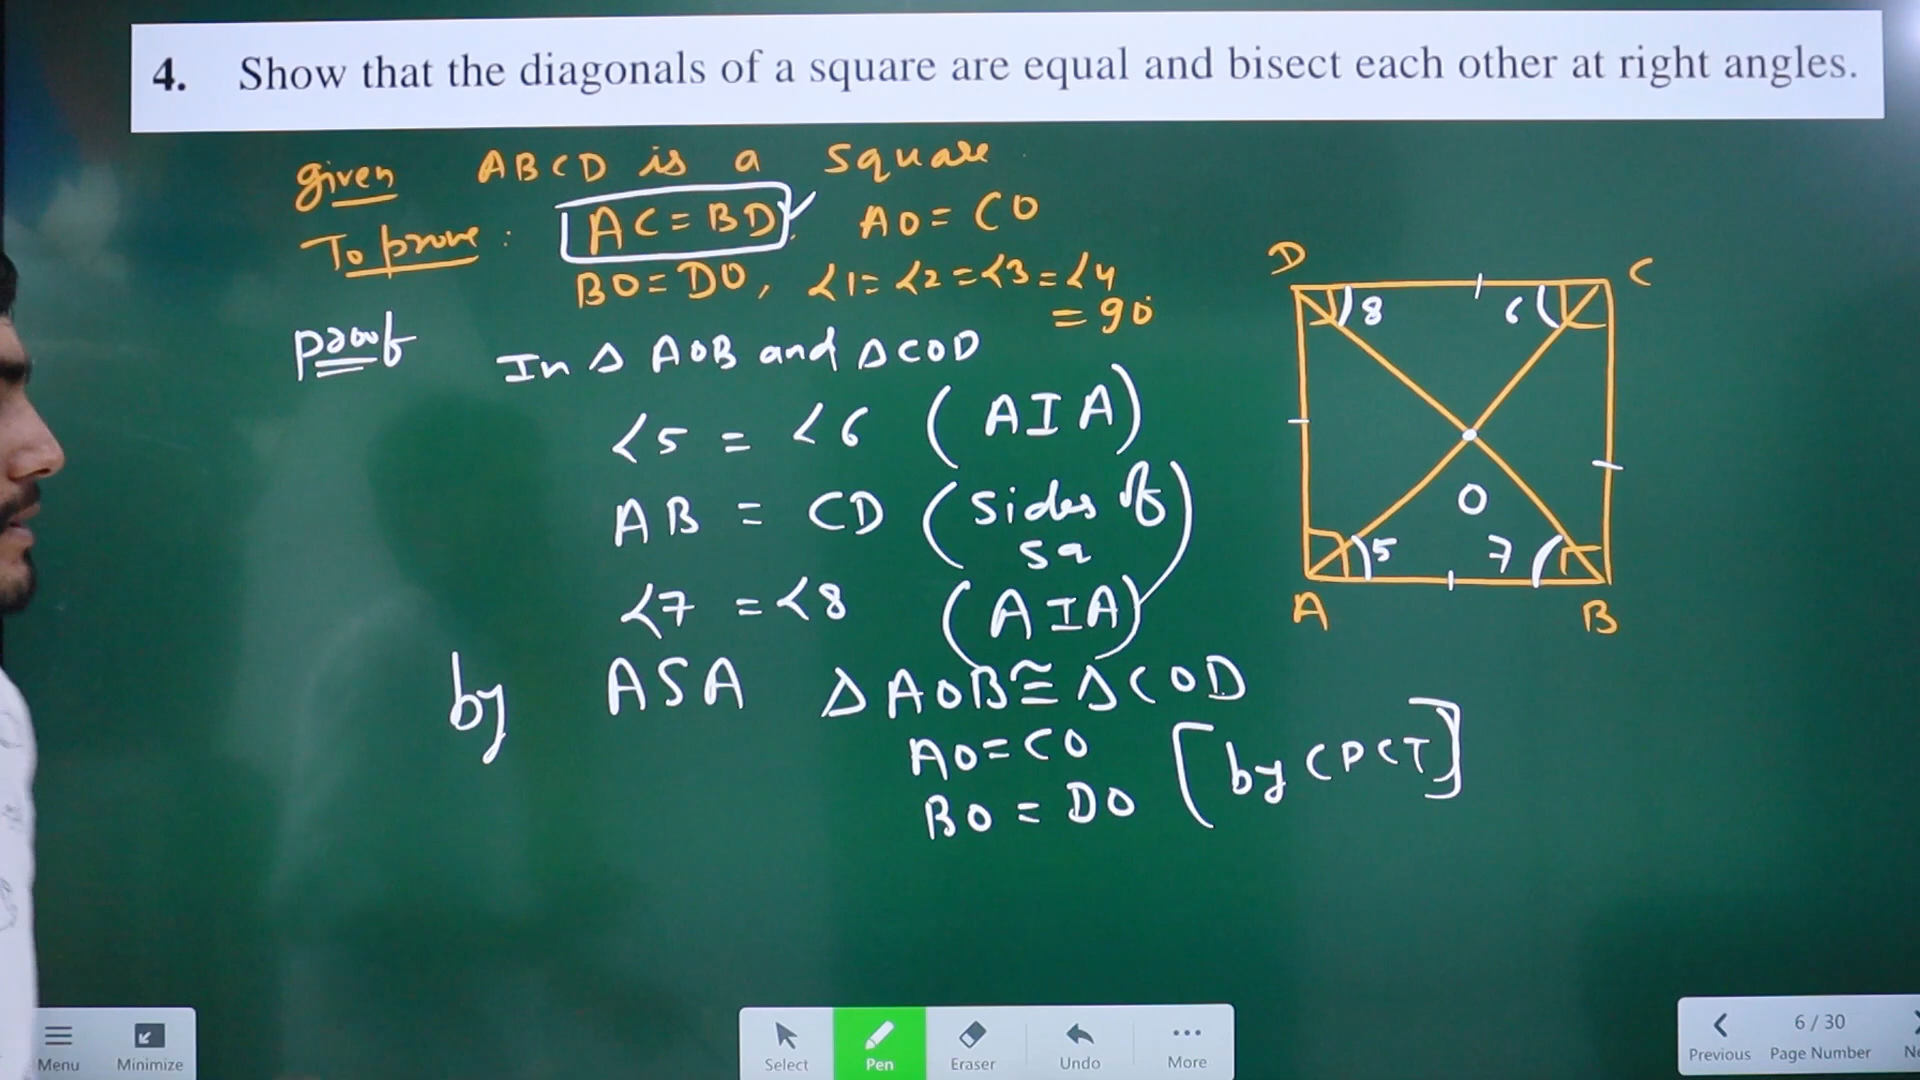 4. Show that the diagonals of a square are equal and bisect each other at right angles.
given ABCD is a square
To prove : AC = BD, AO = CO
BO = DO, ∠1 = ∠2 = ∠3 = ∠4
= 90°
proof In △ AOB and △COD
∠5 = ∠6 (AIA)
AB = CD (sides of
sq)
∠7 = ∠8 (AIA)
by ASA △AOB ≅ △COD
AO = CO
BO = DO [by CPCT]
D C
8 6
O
5 7
A B
Menu Minimize
Select Pen Eraser Undo More
6 / 30
Previous Page Number